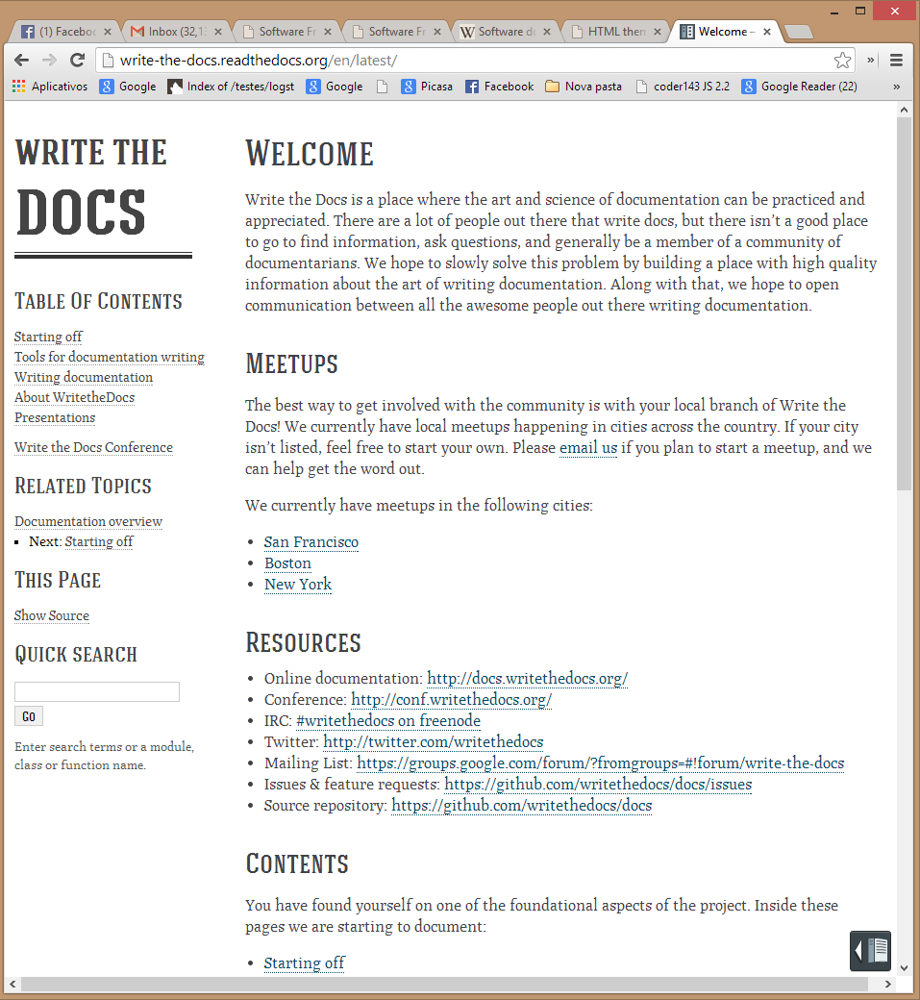 (1) Faceboo
Inbox (32,13
Software Fr
Software Fr
Software do
HTML them
Welcome –
write-the-docs.readthedocs.org/en/latest/
»
Aplicativos
Google
Index of /testes/logst
Google
Picasa
Facebook
Nova pasta
coder143 JS 2.2
Google Reader (22)
»
WRITE THE
DOCS
Table Of Contents
Starting off
Tools for documentation writing
Writing documentation
About WritetheDocs
Presentations
Write the Docs Conference
Related Topics
Documentation overview
▪ Next: Starting off
This Page
Show Source
Quick search
Go
Enter search terms or a module,
class or function name.
Welcome
Write the Docs is a place where the art and science of documentation can be practiced and
appreciated. There are a lot of people out there that write docs, but there isn’t a good place
to go to find information, ask questions, and generally be a member of a community of
documentarians. We hope to slowly solve this problem by building a place with high quality
information about the art of writing documentation. Along with that, we hope to open
communication between all the awesome people out there writing documentation.
Meetups
The best way to get involved with the community is with your local branch of Write the
Docs! We currently have local meetups happening in cities across the country. If your city
isn’t listed, feel free to start your own. Please email us if you plan to start a meetup, and we
can help get the word out.
We currently have meetups in the following cities:
• San Francisco
• Boston
• New York
Resources
• Online documentation: http://docs.writethedocs.org/
• Conference: http://conf.writethedocs.org/
• IRC: #writethedocs on freenode
• Twitter: http://twitter.com/writethedocs
• Mailing List: https://groups.google.com/forum/?fromgroups=#!forum/write-the-docs
• Issues & feature requests: https://github.com/writethedocs/docs/issues
• Source repository: https://github.com/writethedocs/docs
Contents
You have found yourself on one of the foundational aspects of the project. Inside these
pages we are starting to document:
• Starting off